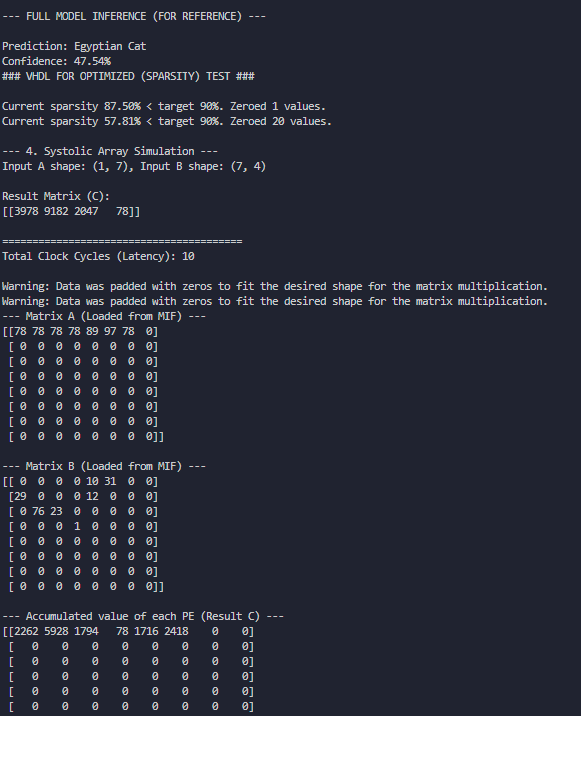 --- FULL MODEL INFERENCE (FOR REFERENCE) ---
Prediction: Egyptian Cat
Confidence: 47.54%
### VHDL FOR OPTIMIZED (SPARSITY) TEST ###
Current sparsity 87.50% < target 90%. Zeroed 1 values.
Current sparsity 57.81% < target 90%. Zeroed 20 values.
--- 4. Systolic Array Simulation ---
Input A shape: (1, 7), Input B shape: (7, 4)
Result Matrix (C):
[[3978 9182 2047   78]]
========================================
Total Clock Cycles (Latency): 10
Warning: Data was padded with zeros to fit the desired shape for the matrix multiplication.
Warning: Data was padded with zeros to fit the desired shape for the matrix multiplication.
--- Matrix A (Loaded from MIF) ---
[[78 78 78 78 89 97 78  0]
 [ 0  0  0  0  0  0  0  0]
 [ 0  0  0  0  0  0  0  0]
 [ 0  0  0  0  0  0  0  0]
 [ 0  0  0  0  0  0  0  0]
 [ 0  0  0  0  0  0  0  0]
 [ 0  0  0  0  0  0  0  0]
 [ 0  0  0  0  0  0  0  0]]
--- Matrix B (Loaded from MIF) ---
[[ 0  0  0  0 10 31  0  0]
 [29  0  0  0 12  0  0  0]
 [ 0 76 23  0  0  0  0  0]
 [ 0  0  0  1  0  0  0  0]
 [ 0  0  0  0  0  0  0  0]
 [ 0  0  0  0  0  0  0  0]
 [ 0  0  0  0  0  0  0  0]
 [ 0  0  0  0  0  0  0  0]]
--- Accumulated value of each PE (Result C) ---
[[2262 5928 1794   78 1716 2418    0    0]
 [   0    0    0    0    0    0    0    0]
 [   0    0    0    0    0    0    0    0]
 [   0    0    0    0    0    0    0    0]
 [   0    0    0    0    0    0    0    0]
 [   0    0    0    0    0    0    0    0]